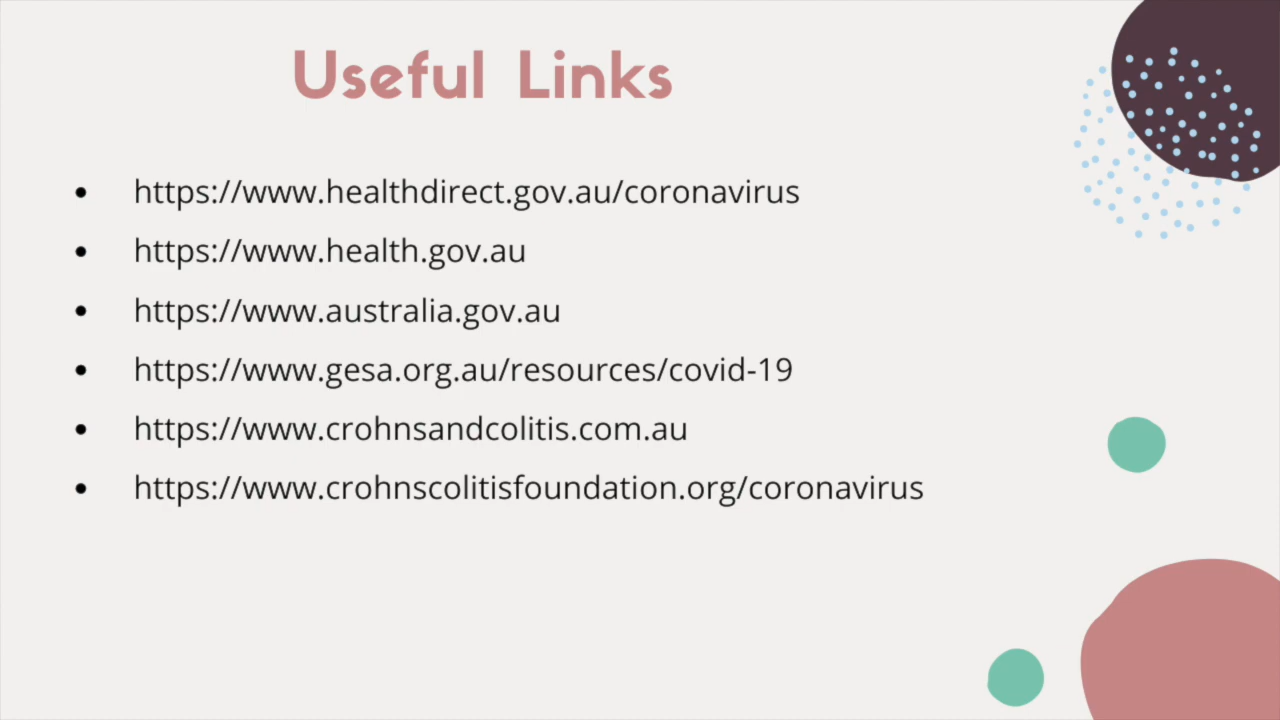 Useful Links
• https://www.healthdirect.gov.au/coronavirus
• https://www.health.gov.au
• https://www.australia.gov.au
• https://www.gesa.org.au/resources/covid-19
• https://www.crohnsandcolitis.com.au
• https://www.crohnscolitisfoundation.org/coronavirus